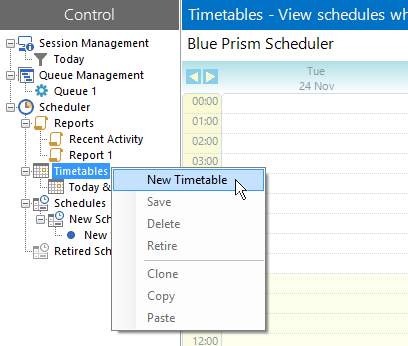 Control
Session Management
Today
Queue Management
Queue 1
Scheduler
Reports
Recent Activity
Report 1
Timetables
Today &
Schedules
New Sch
New
Retired Sch
New Timetable
Save
Delete
Retire
Clone
Copy
Paste
Timetables - View schedules wh
Blue Prism Scheduler
Tue
24 Nov
00:00
01:00
02:00
03:00
12:00